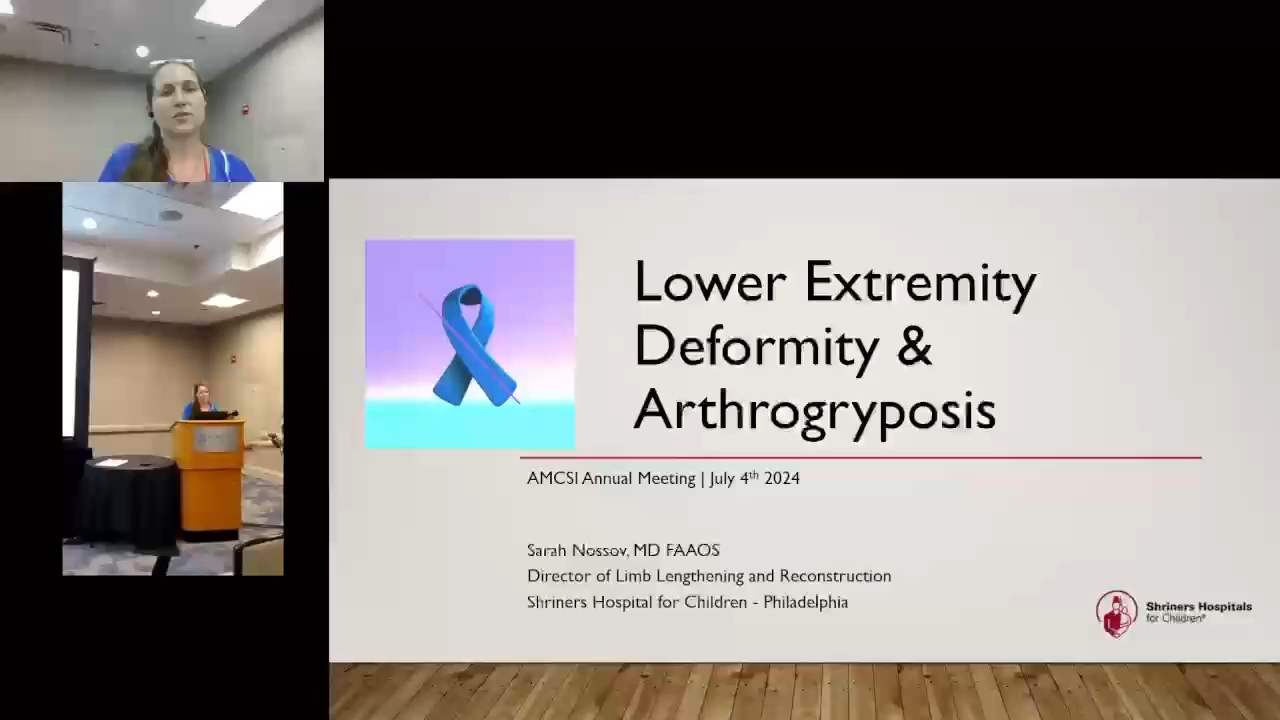 Lower Extremity
Deformity &
Arthrogryposis
AMCSI Annual Meeting | July 4th 2024
Sarah Nossov, MD FAAOS
Director of Limb Lengthening and Reconstruction
Shriners Hospital for Children - Philadelphia
Shriners Hospitals
for Children®